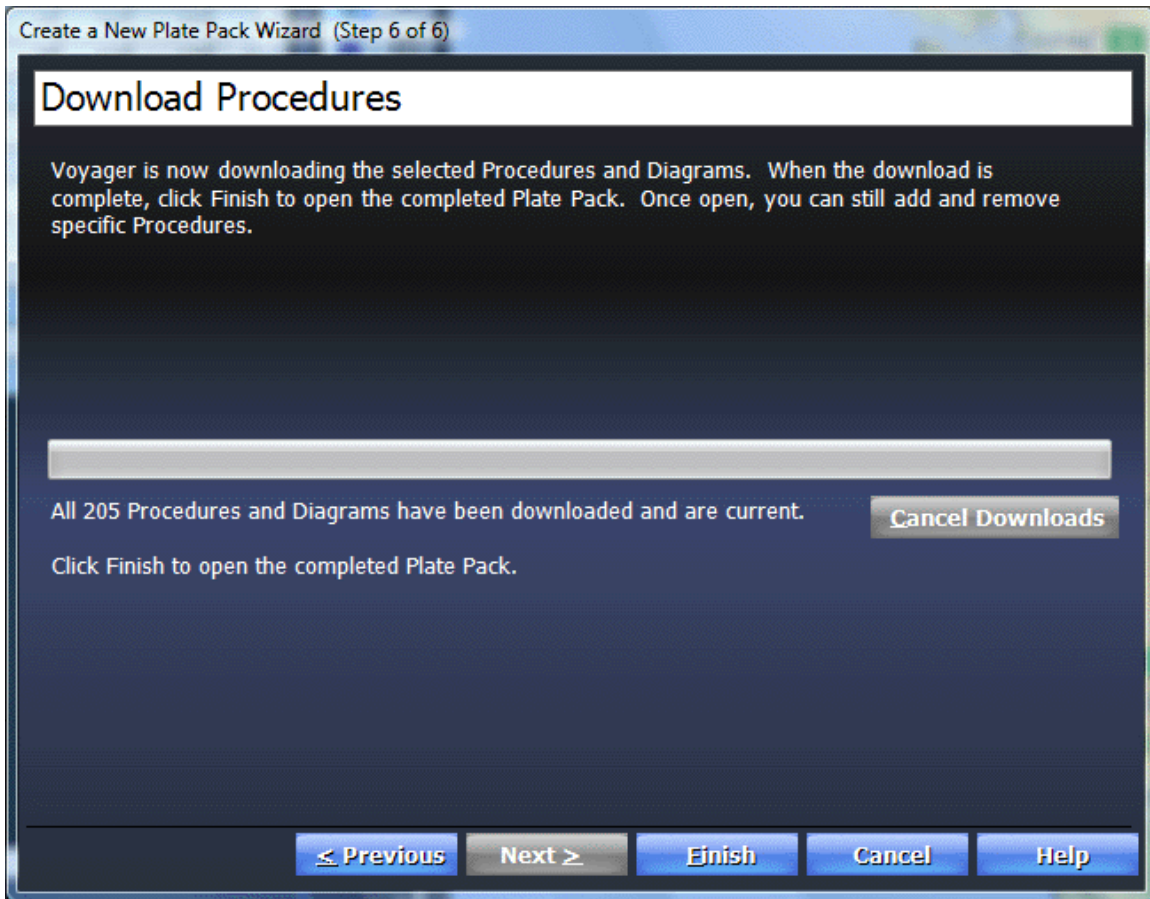 Create a New Plate Pack Wizard (Step 6 of 6)
Download Procedures
Voyager is now downloading the selected Procedures and Diagrams. When the download is
complete, click Finish to open the completed Plate Pack. Once open, you can still add and remove
specific Procedures.
All 205 Procedures and Diagrams have been downloaded and are current.
Cancel Downloads
Click Finish to open the completed Plate Pack.
< Previous
Next >
Finish
Cancel
Help